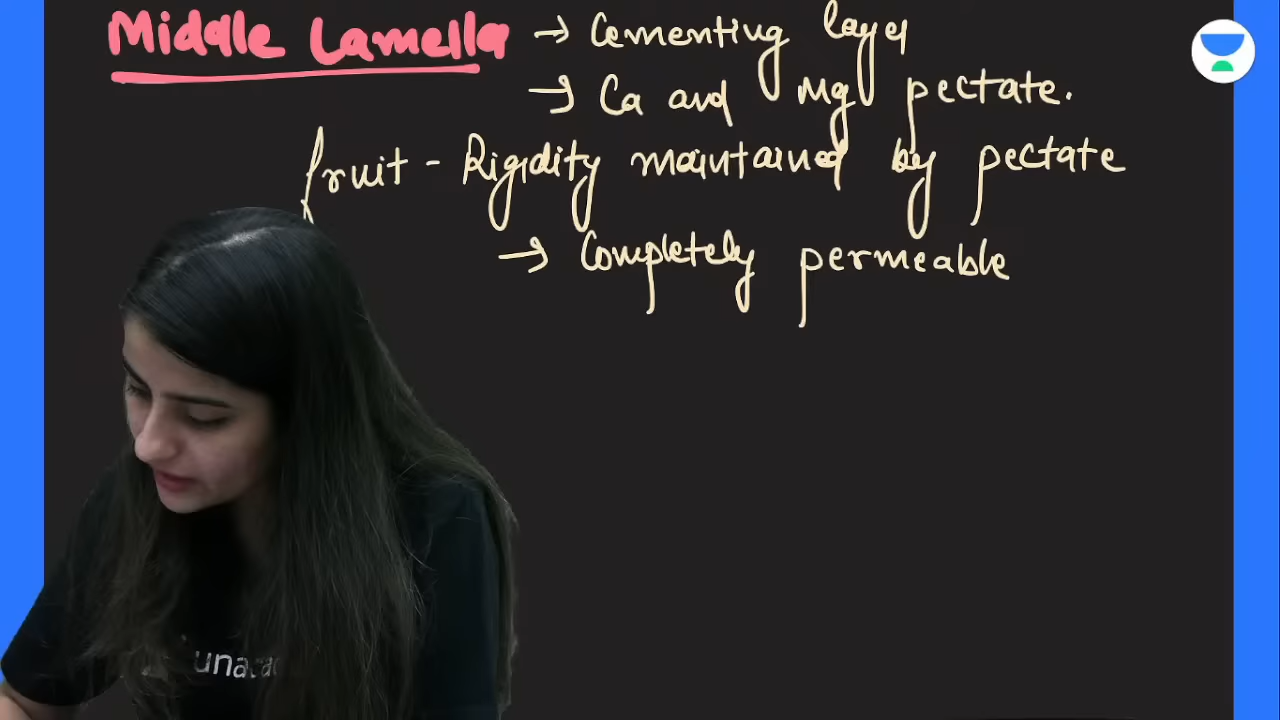 Middle Lamella → Cementing layer
→ Ca and Mg pectate.
fruit - Rigidity maintained by pectate
→ Completely permeable